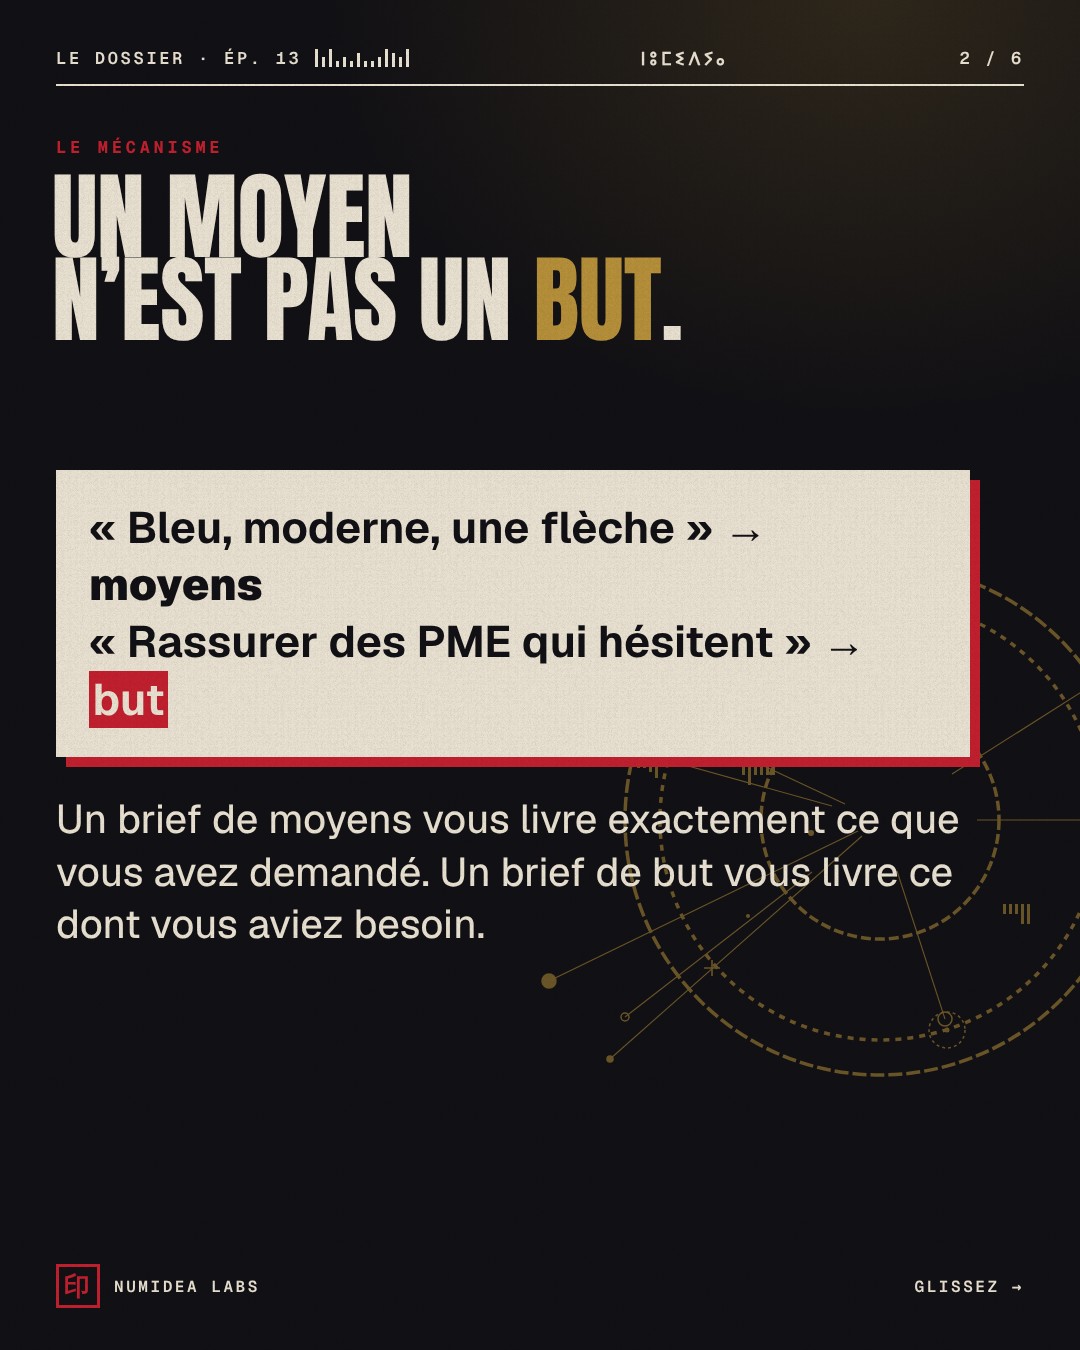 LE DOSSIER · ÉP. 13
ⵏⵓⵎⵉⴷⵢⴰ
2 / 6
LE MÉCANISME
UN MOYEN
N’EST PAS UN BUT.
« Bleu, moderne, une flèche » →
moyens
« Rassurer des PME qui hésitent » →
but
Un brief de moyens vous livre exactement ce que
vous avez demandé. Un brief de but vous livre ce
dont vous aviez besoin.
印 NUMIDEA LABS
GLISSEZ →